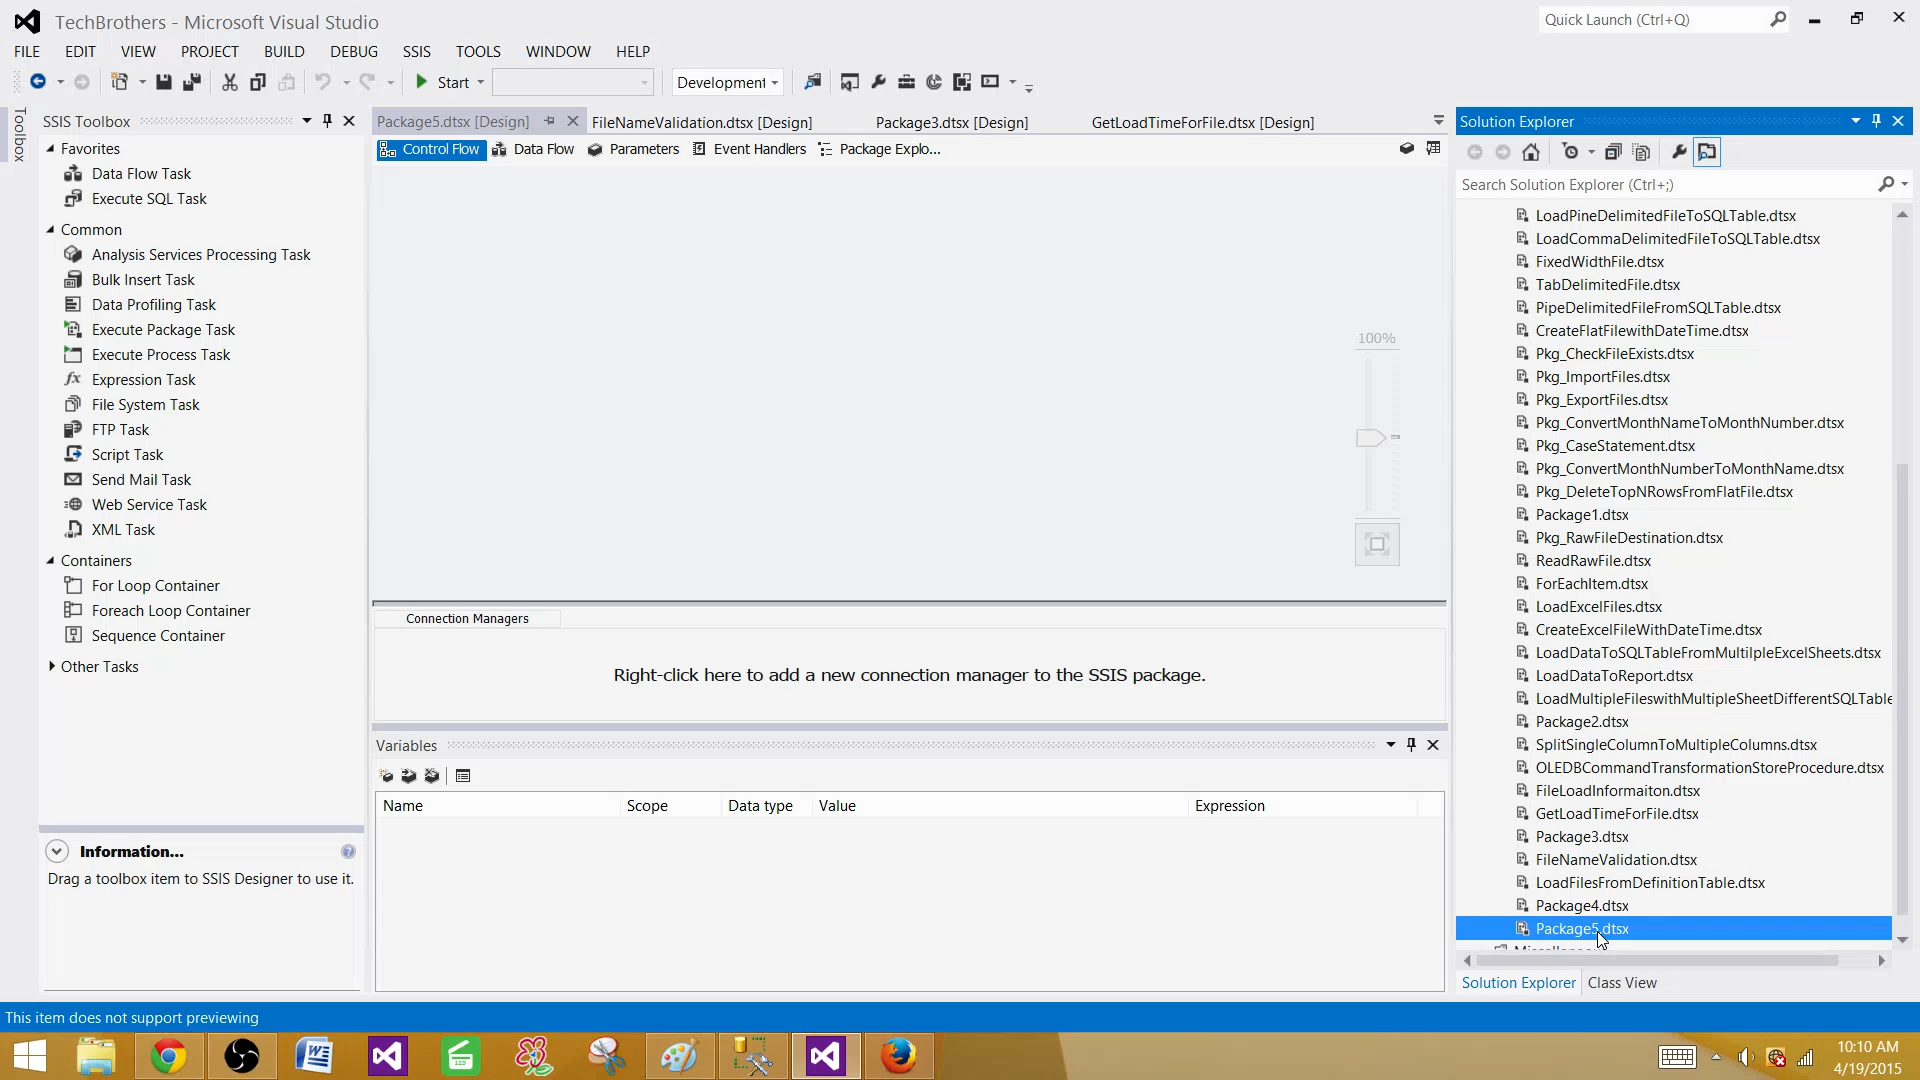 TechBrothers - Microsoft Visual Studio
Quick Launch (Ctrl+Q)
FILE EDIT VIEW PROJECT BUILD DEBUG SSIS TOOLS WINDOW HELP
Start
Development
Toolbox
SSIS Toolbox
Favorites
Data Flow Task
Execute SQL Task
Common
Analysis Services Processing Task
Bulk Insert Task
Data Profiling Task
Execute Package Task
Execute Process Task
Expression Task
File System Task
FTP Task
Script Task
Send Mail Task
Web Service Task
XML Task
Containers
For Loop Container
Foreach Loop Container
Sequence Container
Other Tasks
Information...
Drag a toolbox item to SSIS Designer to use it.
Package5.dtsx [Design] FileNameValidation.dtsx [Design] Package3.dtsx [Design] GetLoadTimeForFile.dtsx [Design]
Control Flow Data Flow Parameters Event Handlers Package Explo...
100%
Connection Managers
Right-click here to add a new connection manager to the SSIS package.
Variables
Name Scope Data type Value Expression
Solution Explorer
Search Solution Explorer (Ctrl+;)
LoadPineDelimitedFileToSQLTable.dtsx
LoadCommaDelimitedFileToSQLTable.dtsx
FixedWidthFile.dtsx
TabDelimitedFile.dtsx
PipeDelimitedFileFromSQLTable.dtsx
CreateFlatFilewithDateTime.dtsx
Pkg_CheckFileExists.dtsx
Pkg_ImportFiles.dtsx
Pkg_ExportFiles.dtsx
Pkg_ConvertMonthNameToMonthNumber.dtsx
Pkg_CaseStatement.dtsx
Pkg_ConvertMonthNumberToMonthName.dtsx
Pkg_DeleteTopNRowsFromFlatFile.dtsx
Package1.dtsx
Pkg_RawFileDestination.dtsx
ReadRawFile.dtsx
ForEachItem.dtsx
LoadExcelFiles.dtsx
CreateExcelFileWithDateTime.dtsx
LoadDataToSQLTableFromMultilpleExcelSheets.dtsx
LoadDataToReport.dtsx
LoadMultipleFileswithMultipleSheetDifferentSQLTable
Package2.dtsx
SplitSingleColumnToMultipleColumns.dtsx
OLEDBCommandTransformationStoreProcedure.dtsx
FileLoadInformaiton.dtsx
GetLoadTimeForFile.dtsx
Package3.dtsx
FileNameValidation.dtsx
LoadFilesFromDefinitionTable.dtsx
Package4.dtsx
Package5.dtsx
Solution Explorer Class View
This item does not support previewing
10:10 AM
4/19/2015